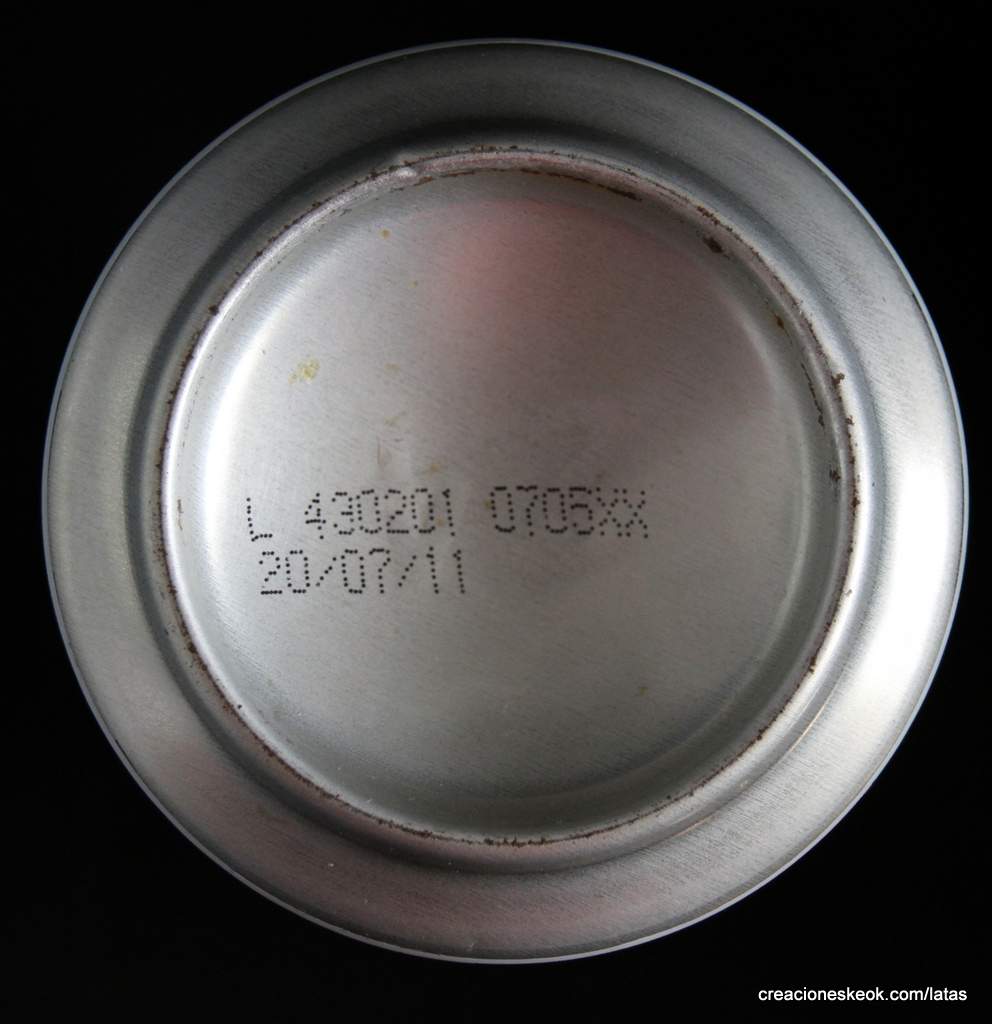 L 430201 0705XX
20/07/11
creacioneskeok.com/latas